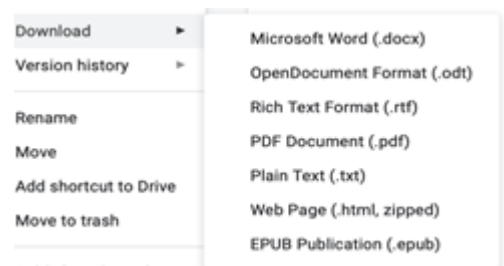 Download
Version history
Rename
Move
Add shortcut to Drive
Move to trash
Microsoft Word (.docx)
OpenDocument Format (.odt)
Rich Text Format (.rtf)
PDF Document (.pdf)
Plain Text (.txt)
Web Page (.html, zipped)
EPUB Publication (.epub)